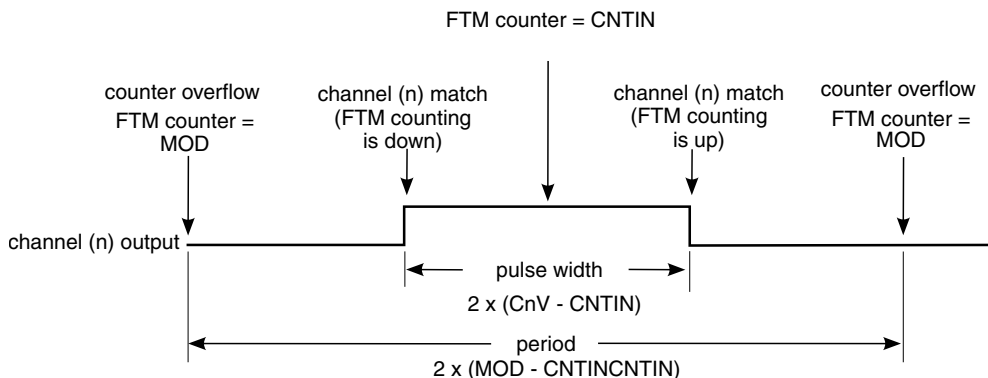 FTM counter = CNTIN
counter overflow
FTM counter =
MOD
channel (n) match
(FTM counting
is down)
channel (n) match
(FTM counting
is up)
counter overflow
FTM counter =
MOD
channel (n) output
pulse width
2 x (CnV - CNTIN)
period
2 x (MOD - CNTINCNTIN)